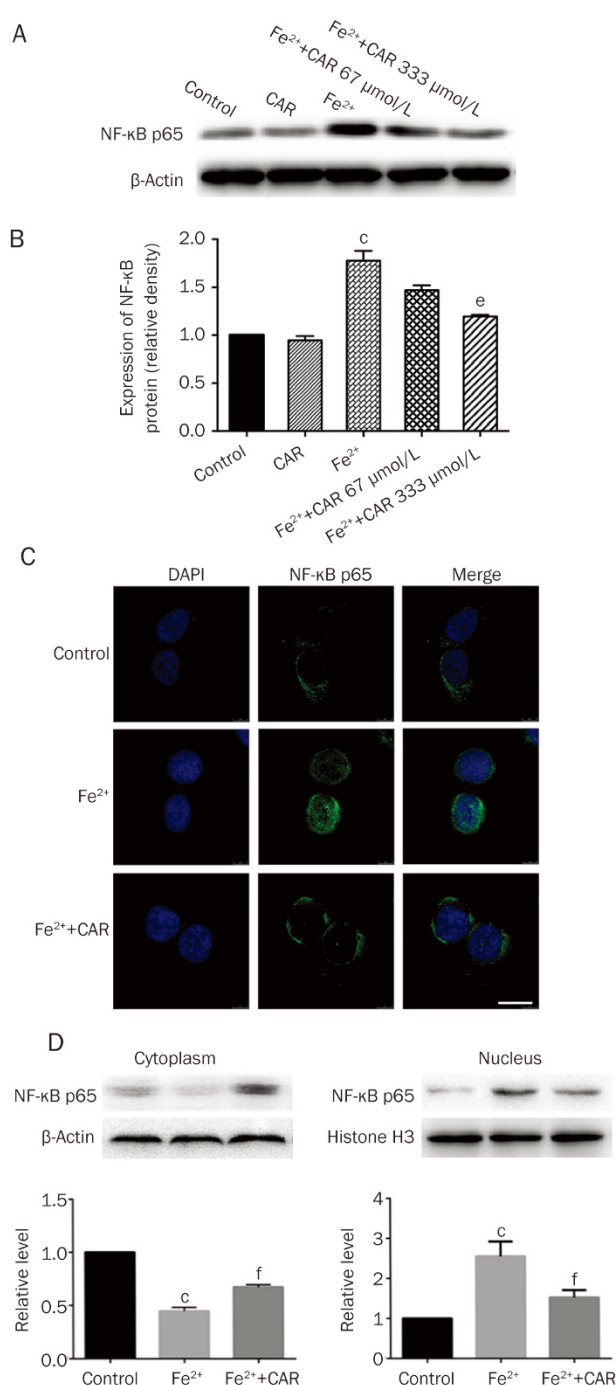 A
Control
CAR
Fe²⁺
Fe²⁺+CAR 67 μmol/L
Fe²⁺+CAR 333 μmol/L
NF-κB p65
β-Actin
B
Expression of NF-κB
protein (relative density)
2.0
1.5
1.0
0.5
0.0
c
e
Control
CAR
Fe²⁺
Fe²⁺+CAR 67 μmol/L
Fe²⁺+CAR 333 μmol/L
C
DAPI
NF-κB p65
Merge
Control
Fe²⁺
Fe²⁺+CAR
D
Cytoplasm
NF-κB p65
β-Actin
Relative level
1.5
1.0
0.5
0.0
c
f
Control
Fe²⁺
Fe²⁺+CAR
Nucleus
NF-κB p65
Histone H3
Relative level
4
3
2
1
0
c
f
Control
Fe²⁺
Fe²⁺+CAR